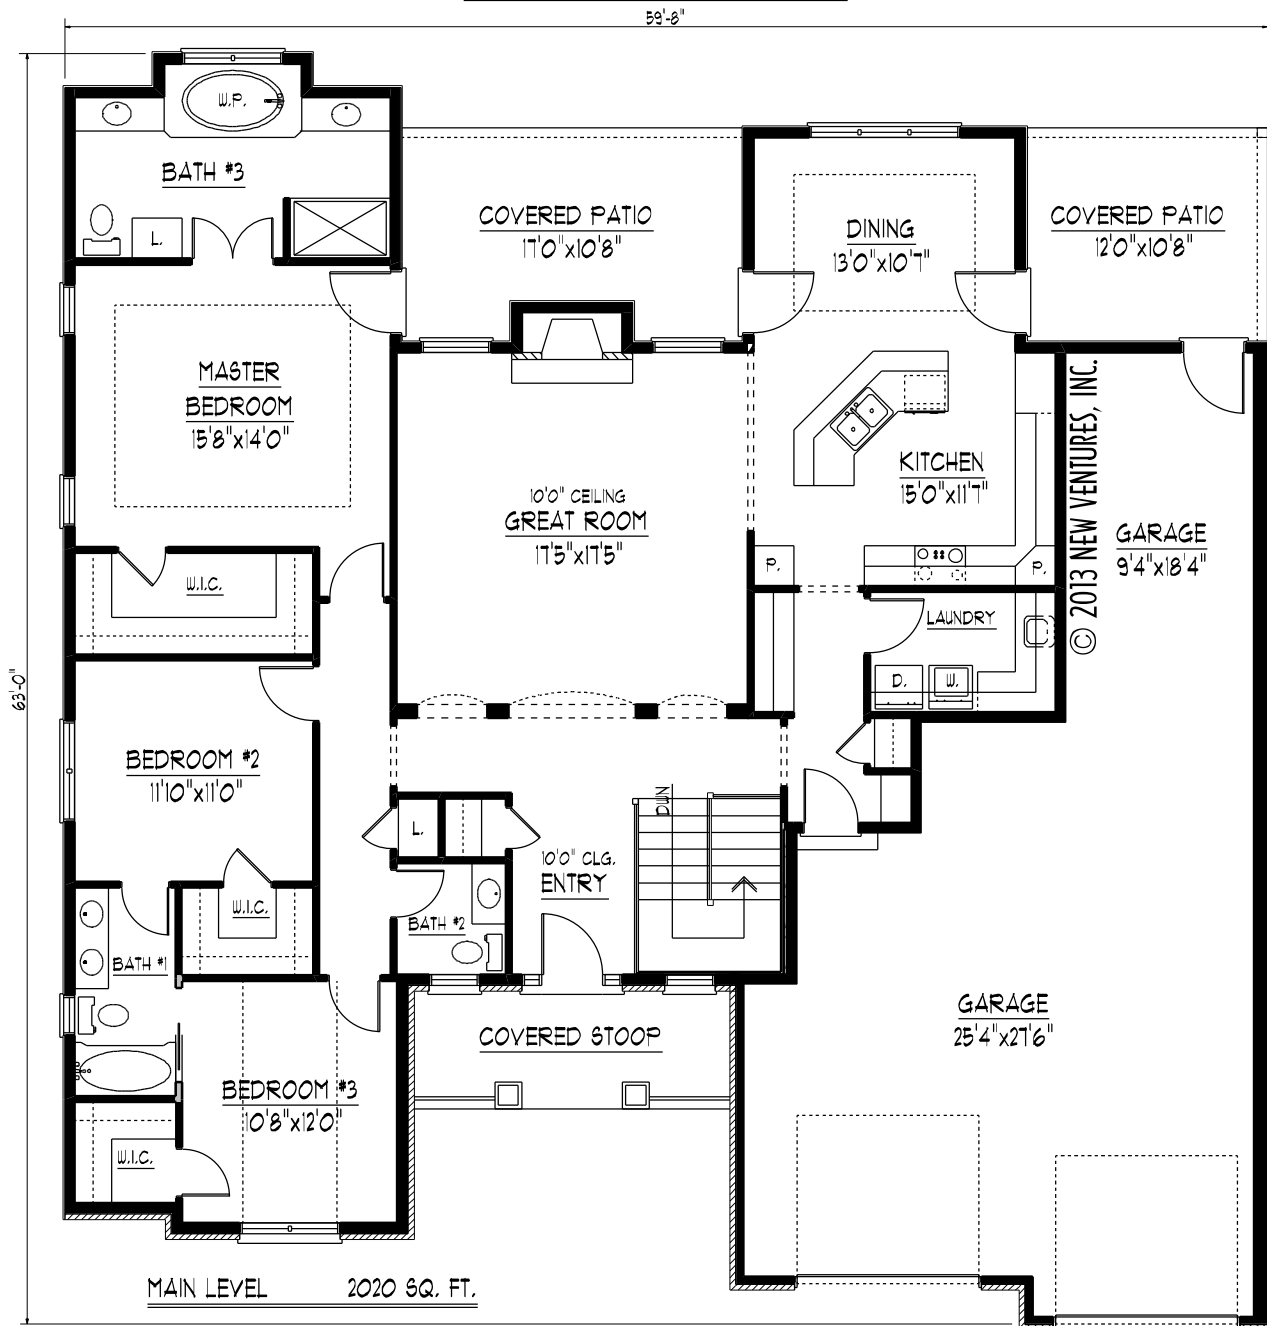 59'-8"
W.P.
BATH #3
L.
COVERED PATIO
17'0"x10'8"
DINING
13'0"x10'7"
COVERED PATIO
12'0"x10'8"
MASTER
BEDROOM
15'8"x14'0"
KITCHEN
15'0"x11'7"
10'0" CEILING
GREAT ROOM
17'5"x17'5"
© 2013 NEW VENTURES, INC.
GARAGE
9'4"x18'4"
P.
P.
W.I.C.
LAUNDRY
D.
W.
63'-0"
BEDROOM #2
11'10"x11'0"
DWN
L.
10'0" CLG.
ENTRY
W.I.C.
BATH #2
BATH #1
GARAGE
25'4"x27'6"
COVERED STOOP
BEDROOM #3
10'8"x12'0"
W.I.C.
MAIN LEVEL 2020 SQ. FT.